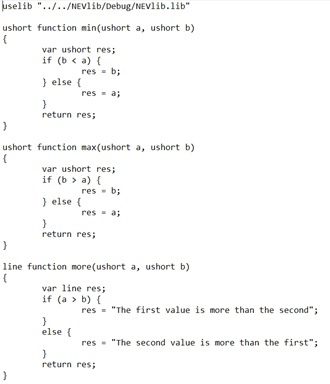 uselib "../../NEVlib/Debug/NEVlib.lib"
ushort function min(ushort a, ushort b)
{
var ushort res;
if (b < a) {
res = b;
} else {
res = a;
}
return res;
}
ushort function max(ushort a, ushort b)
{
var ushort res;
if (b > a) {
res = b;
} else {
res = a;
}
return res;
}
line function more(ushort a, ushort b)
{
var line res;
if (a > b) {
res = "The first value is more than the second";
}
else {
res = "The second value is more than the first";
}
return res;
}